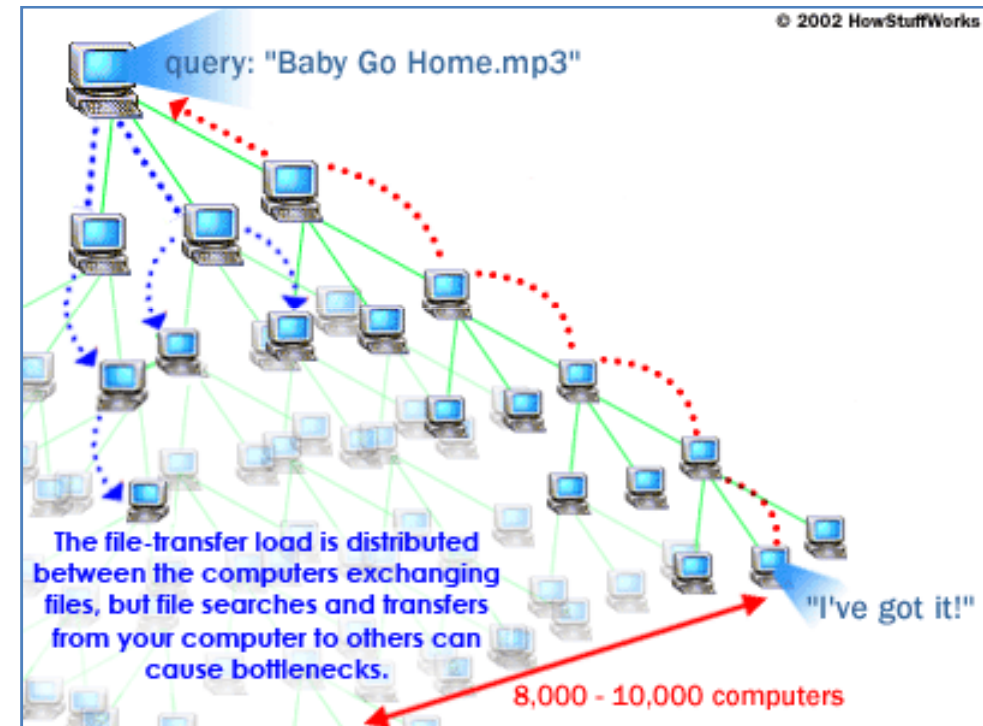 © 2002 HowStuffWorks
query: "Baby Go Home.mp3"
The file-transfer load is distributed
between the computers exchanging
files, but file searches and transfers
from your computer to others can
cause bottlenecks.
"I've got it!"
8,000 - 10,000 computers